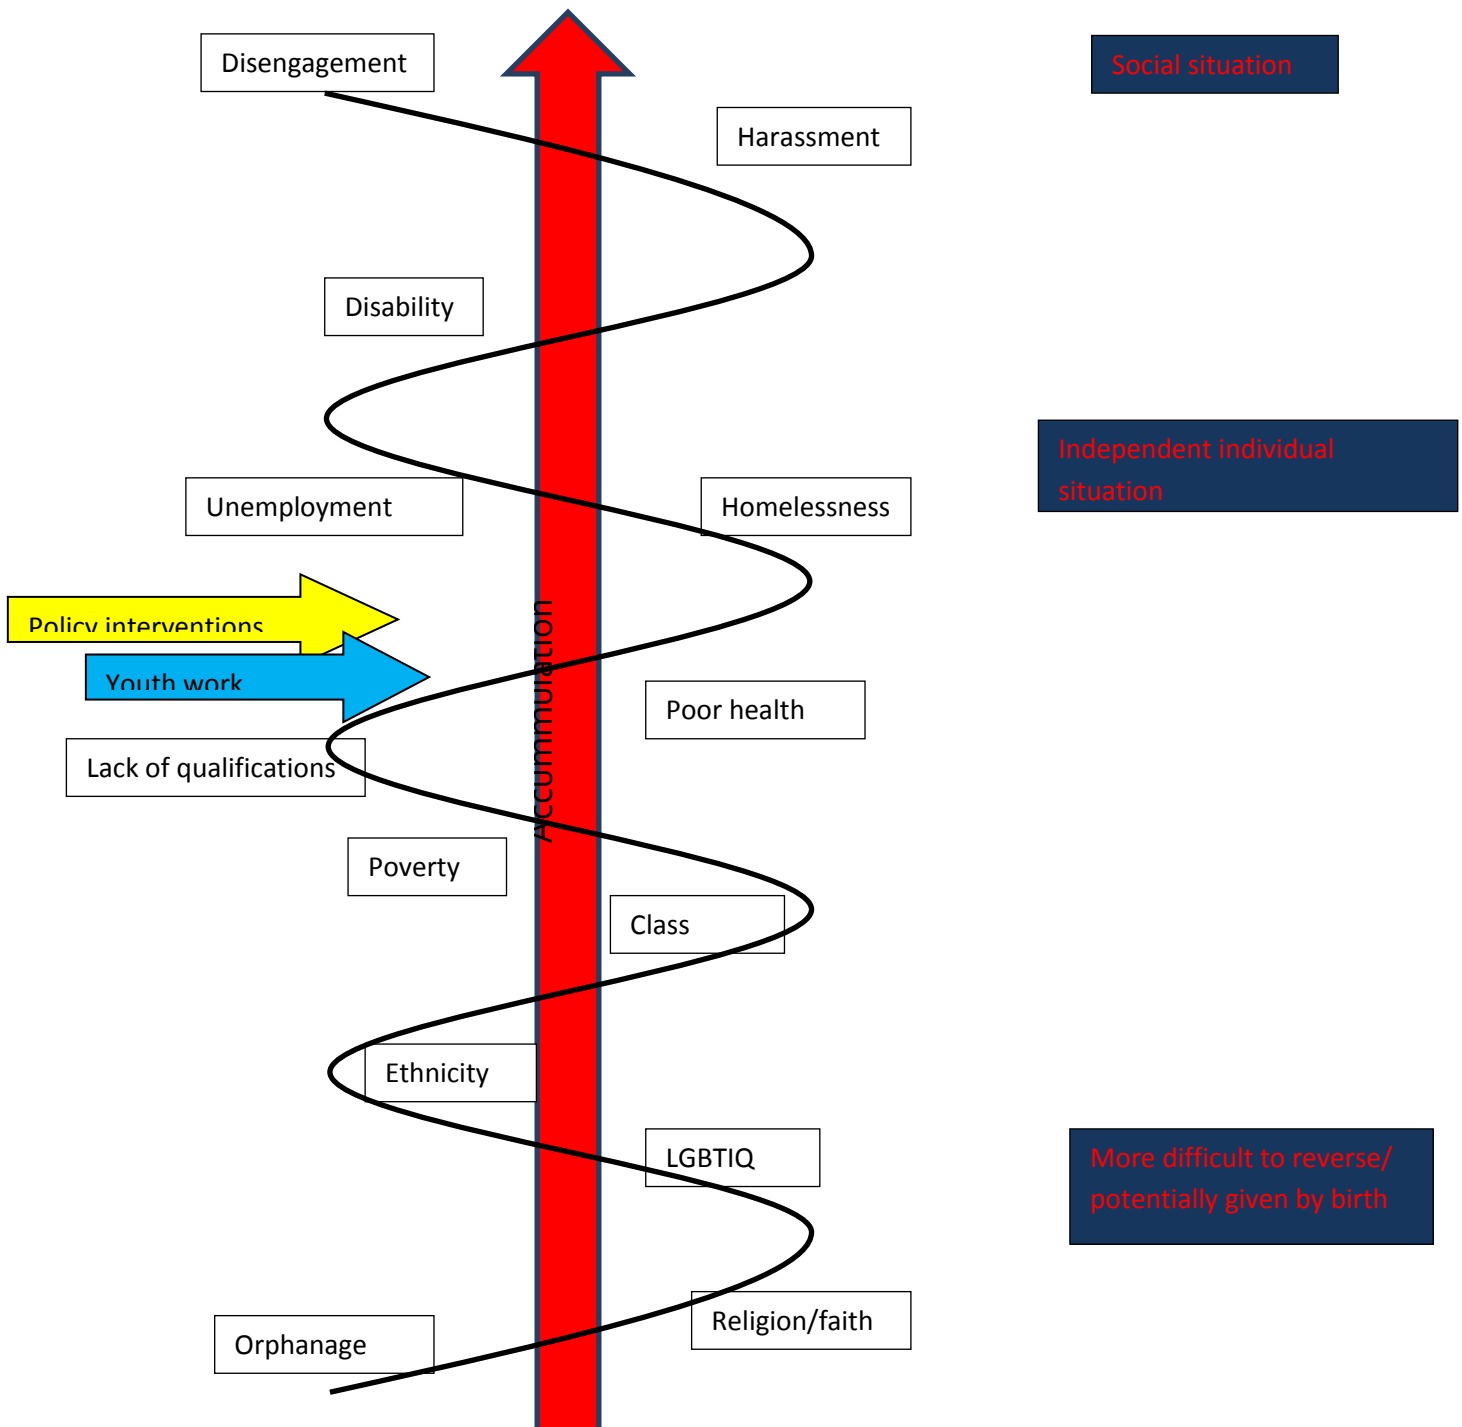 Disengagement
Social situation
Harassment
Disability
Independent individual
situation
Unemployment
Homelessness
Policy interventions
Youth work
Accummulation
Poor health
Lack of qualifications
Poverty
Class
Ethnicity
LGBTIQ
More difficult to reverse/
potentially given by birth
Religion/faith
Orphanage